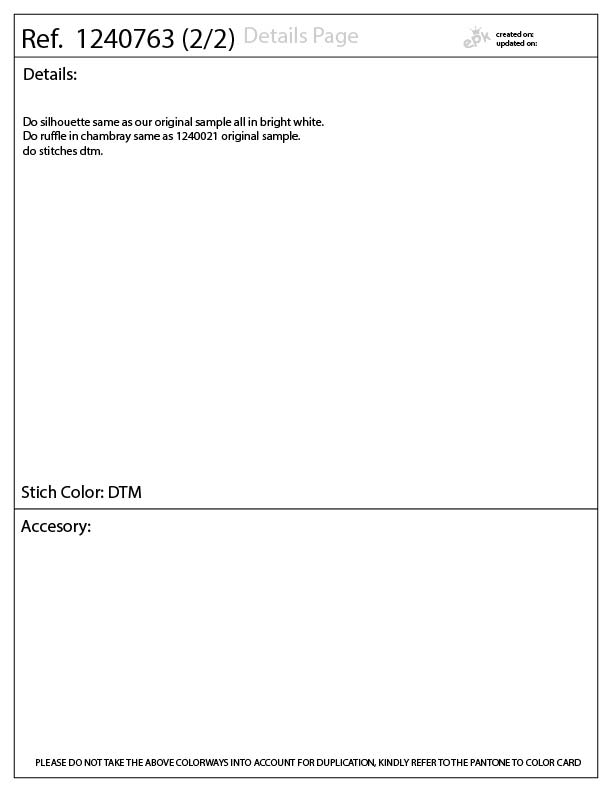 Ref. 1240763 (2/2) Details Page
epk
created on:
updated on:
Details:
Do silhouette same as our original sample all in bright white.
Do ruffle in chambray same as 1240021 original sample.
do stitches dtm.
Stich Color: DTM
Accesory:
PLEASE DO NOT TAKE THE ABOVE COLORWAYS INTO ACCOUNT FOR DUPLICATION, KINDLY REFER TO THE PANTONE TO COLOR CARD